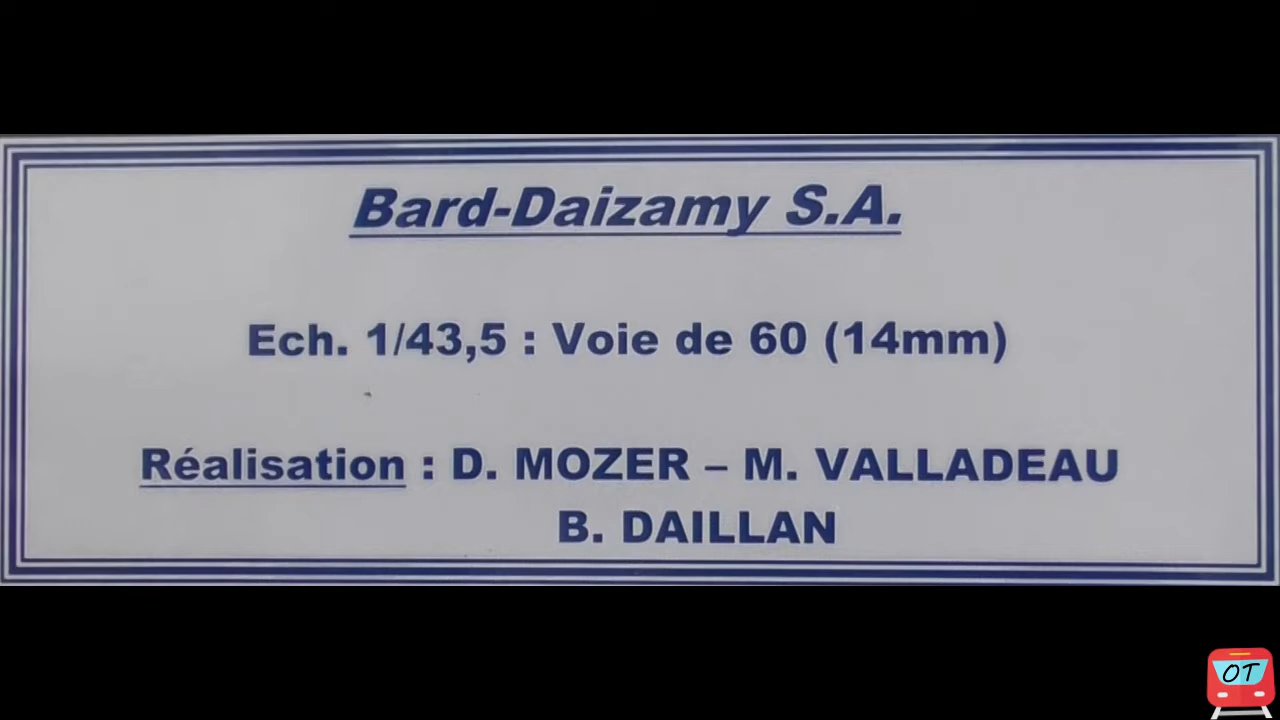 Bard-Daizamy S.A.
Ech. 1/43,5 : Voie de 60 (14mm)
Réalisation : D. MOZER – M. VALLADEAU
B. DAILLAN
OT